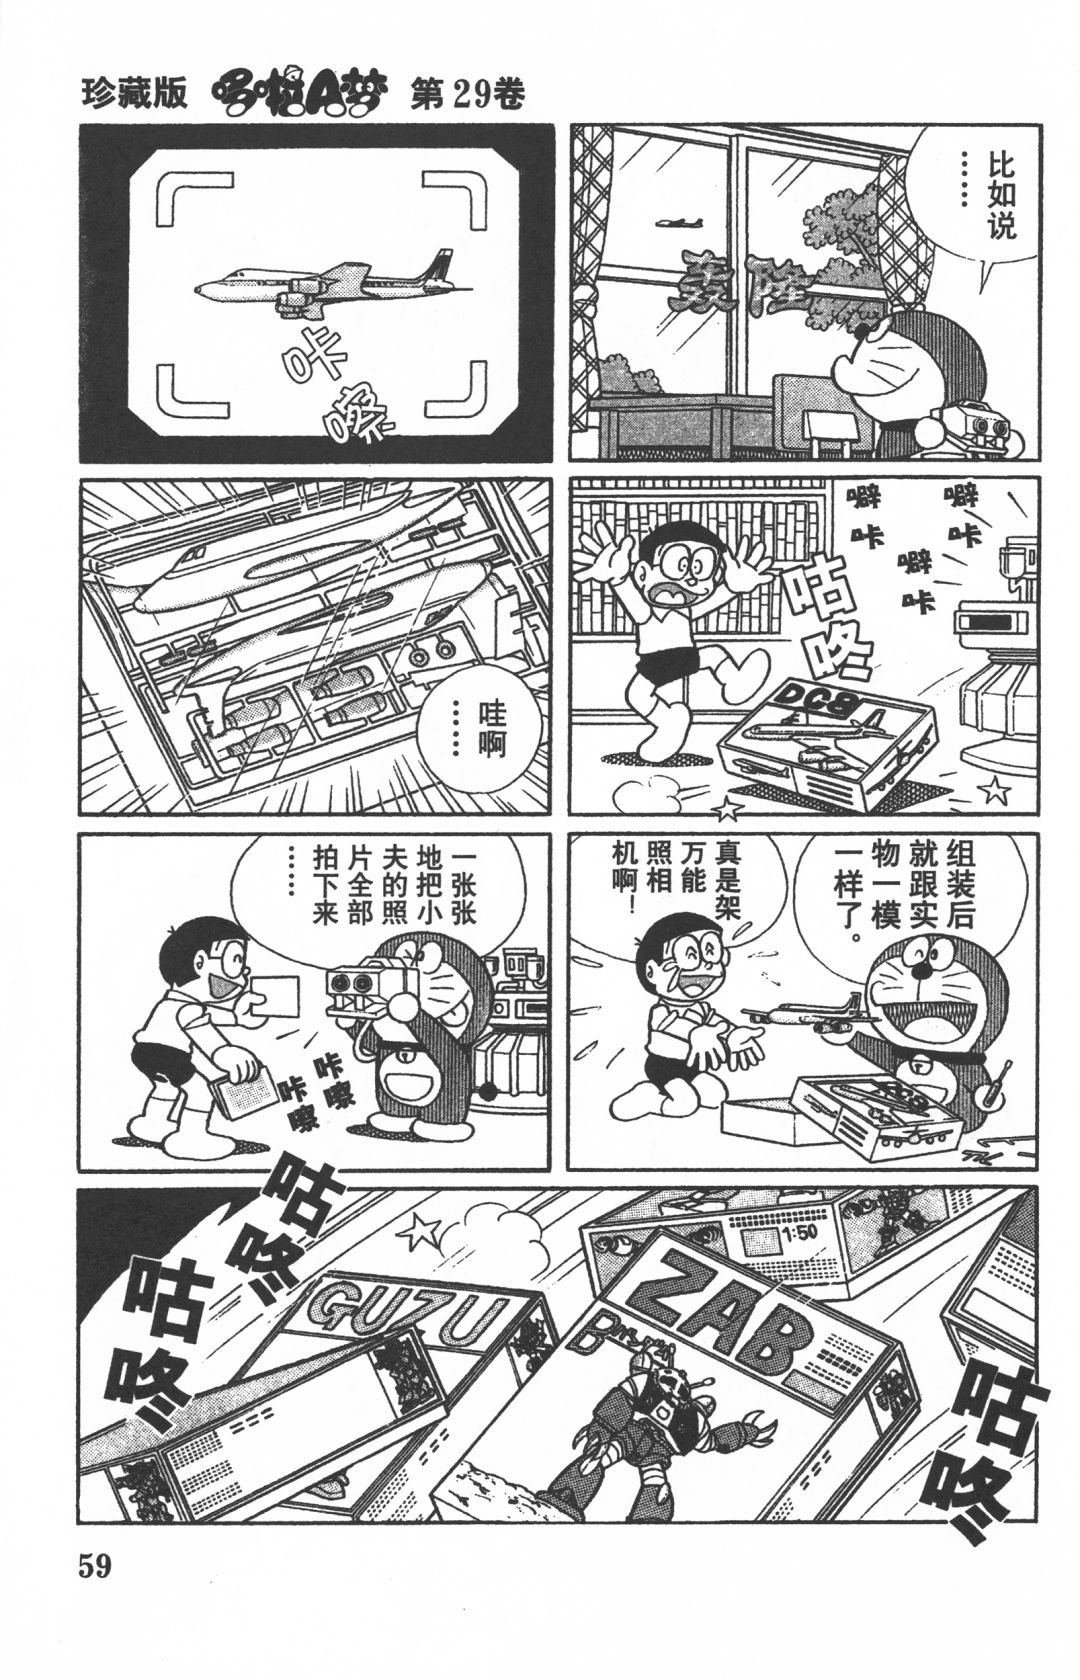 珍藏版 哆啦A梦 第29卷
比如说
……
轰隆
咔
嚓
噼咔
噼咔
噼咔
咕咚
DC8
哇啊
……
组装后
就跟实
物一模
一样了。
真是架
万能
照相
机啊！
DC8
一张张
地把小
夫的照
片全部
拍下来
……
咔嚓
咔嚓
咕咚
咕咚
GUZU
1:50
ZAB
B
咕咚
59